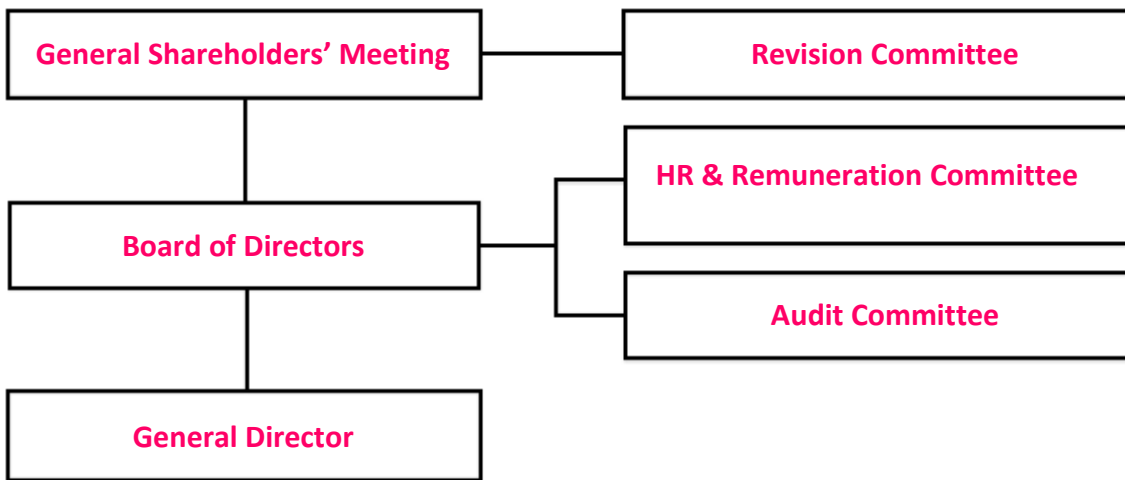 General Shareholders’ Meeting
Revision Committee
HR & Remuneration Committee
Board of Directors
Audit Committee
General Director